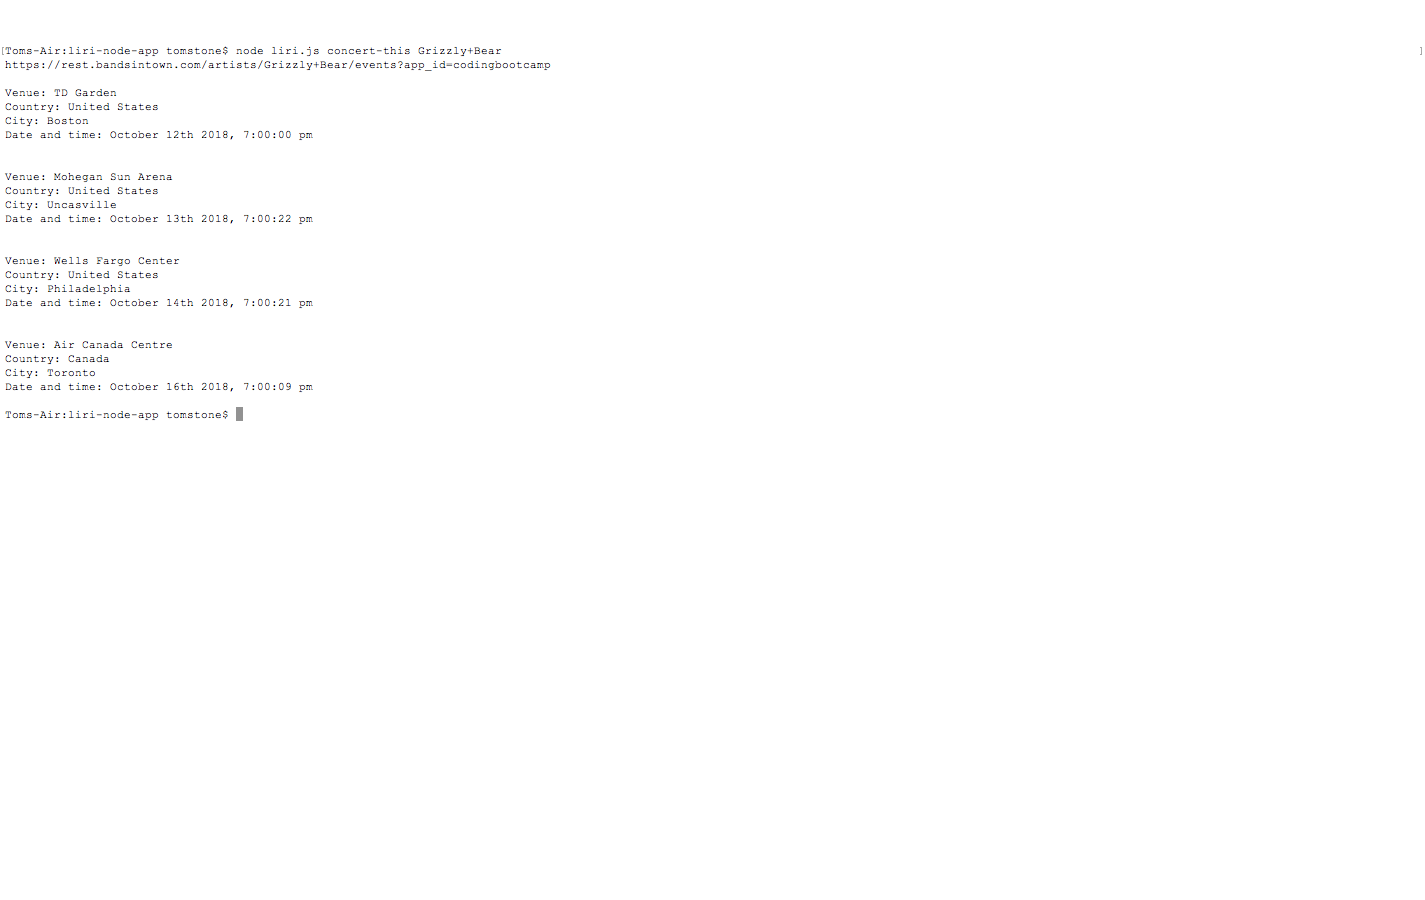 [Toms-Air:liri-node-app tomstone$ node liri.js concert-this Grizzly+Bear ]
https://rest.bandsintown.com/artists/Grizzly+Bear/events?app_id=codingbootcamp
Venue: TD Garden
Country: United States
City: Boston
Date and time: October 12th 2018, 7:00:00 pm
Venue: Mohegan Sun Arena
Country: United States
City: Uncasville
Date and time: October 13th 2018, 7:00:22 pm
Venue: Wells Fargo Center
Country: United States
City: Philadelphia
Date and time: October 14th 2018, 7:00:21 pm
Venue: Air Canada Centre
Country: Canada
City: Toronto
Date and time: October 16th 2018, 7:00:09 pm
Toms-Air:liri-node-app tomstone$